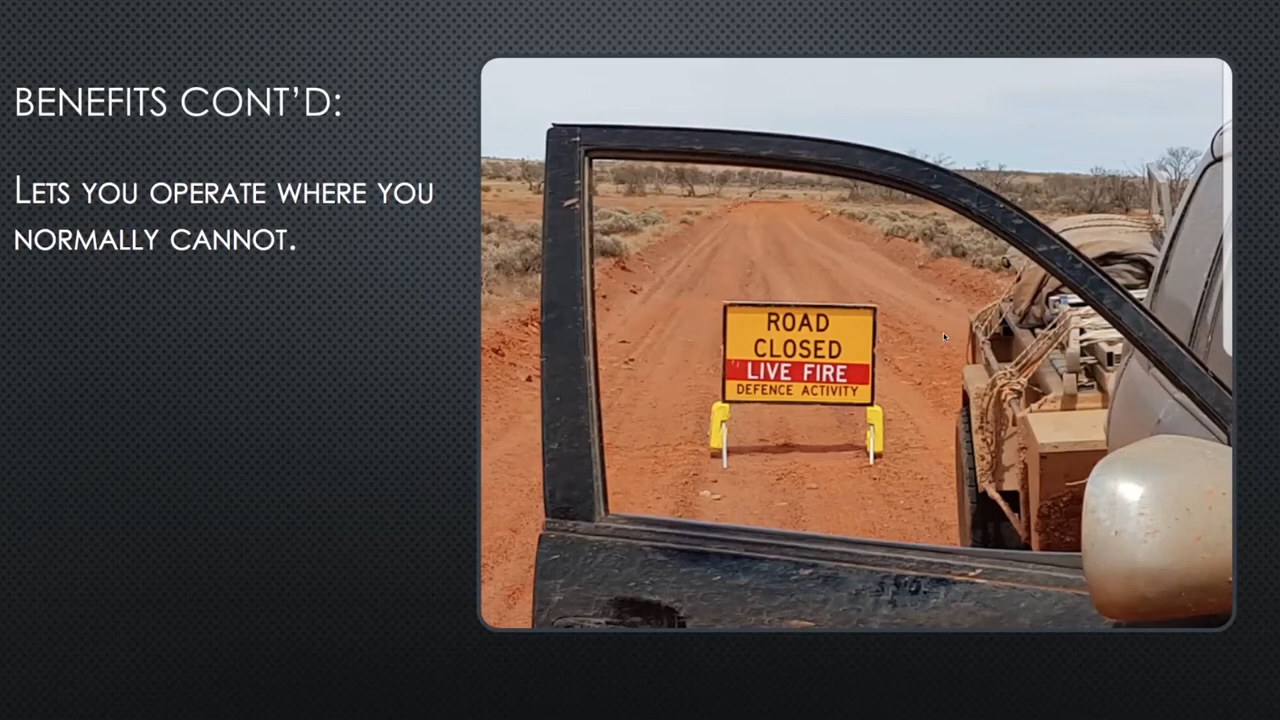 BENEFITS CONT'D:
LETS YOU OPERATE WHERE YOU
NORMALLY CANNOT.
ROAD
CLOSED
LIVE FIRE
DEFENCE ACTIVITY